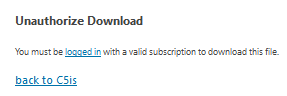 Unauthorize Download
You must be logged in with a valid subscription to download this file.
back to C5is